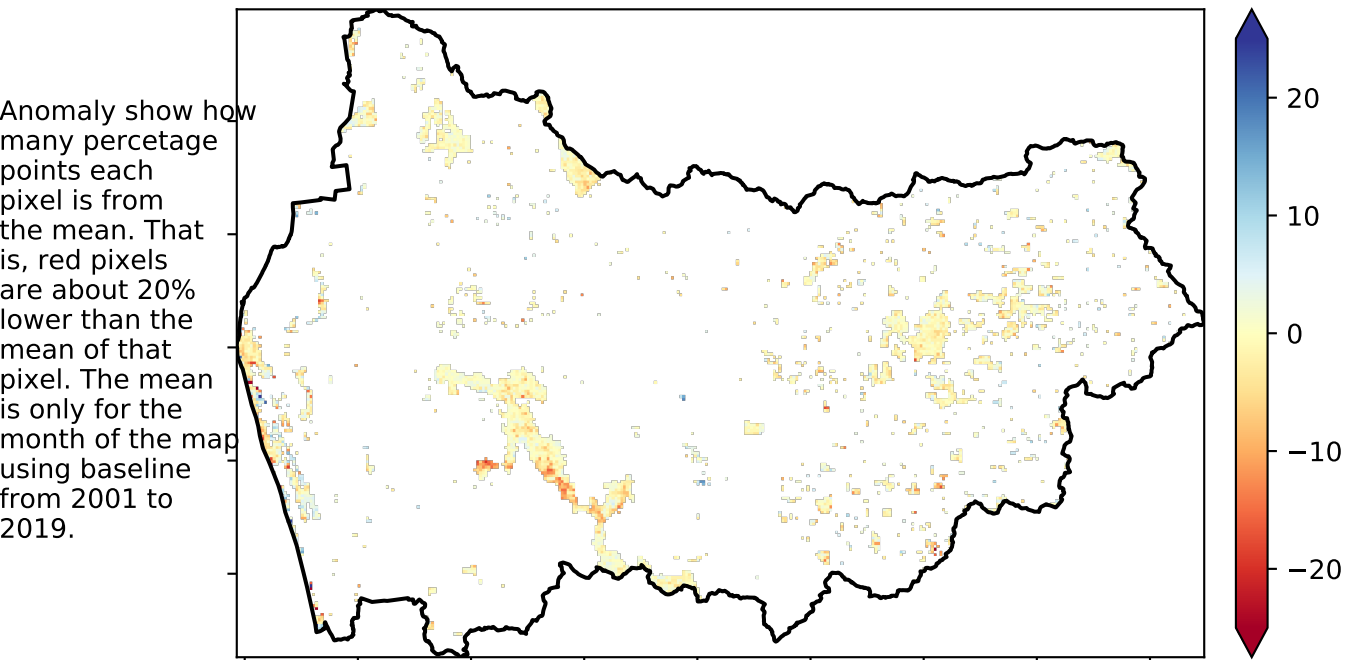 Anomaly show how
many percetage
points each
pixel is from
the mean. That
is, red pixels
are about 20%
lower than the
mean of that
pixel. The mean
is only for the
month of the map
using baseline
from 2001 to
2019.
20
10
0
−10
−20